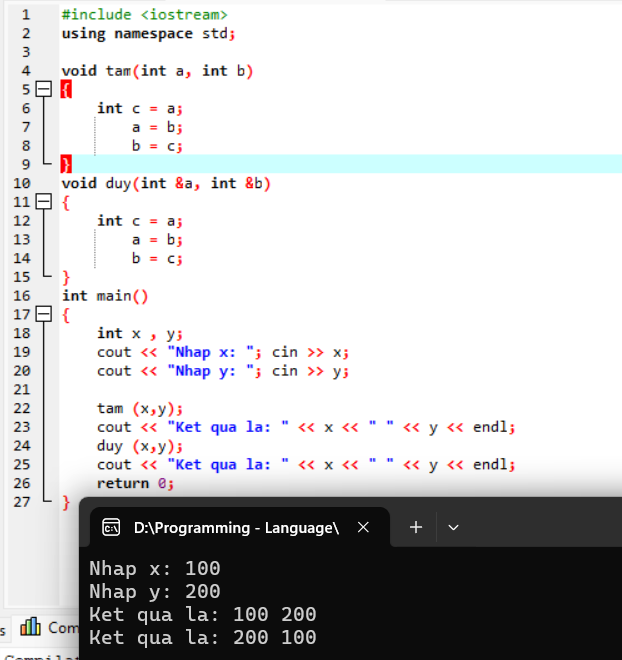 1 #include <iostream>
2 using namespace std;
3
4 void tam(int a, int b)
5 {
6 int c = a;
7 a = b;
8 b = c;
9 }
10 void duy(int &a, int &b)
11 {
12 int c = a;
13 a = b;
14 b = c;
15 }
16 int main()
17 {
18 int x , y;
19 cout << "Nhap x: "; cin >> x;
20 cout << "Nhap y: "; cin >> y;
21
22 tam (x,y);
23 cout << "Ket qua la: " << x << " " << y << endl;
24 duy (x,y);
25 cout << "Ket qua la: " << x << " " << y << endl;
26 return 0;
27 }
D:\Programming - Language\
Nhap x: 100
Nhap y: 200
Ket qua la: 100 200
Ket qua la: 200 100
s Com